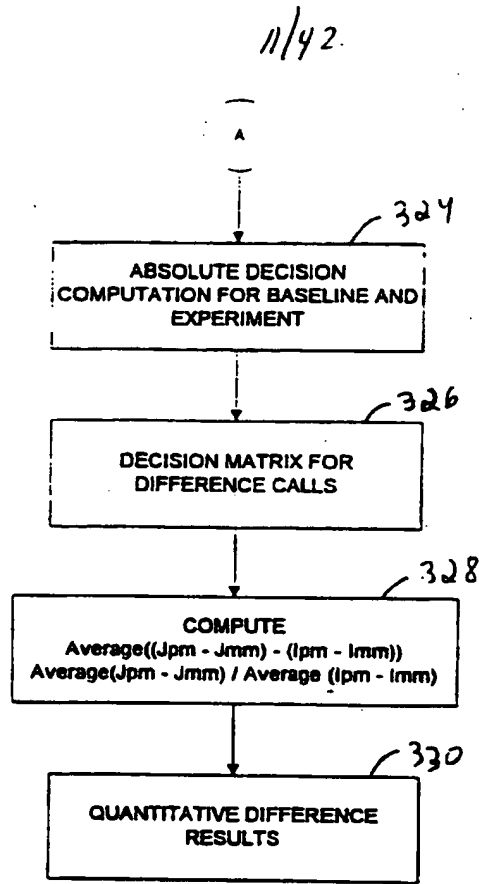 11/42.
A
324
ABSOLUTE DECISION
COMPUTATION FOR BASELINE AND
EXPERIMENT
326
DECISION MATRIX FOR
DIFFERENCE CALLS
328
COMPUTE
Average((Jpm - Jmm) - (Ipm - Imm))
Average(Jpm - Jmm) / Average (Ipm - Imm)
330
QUANTITATIVE DIFFERENCE
RESULTS